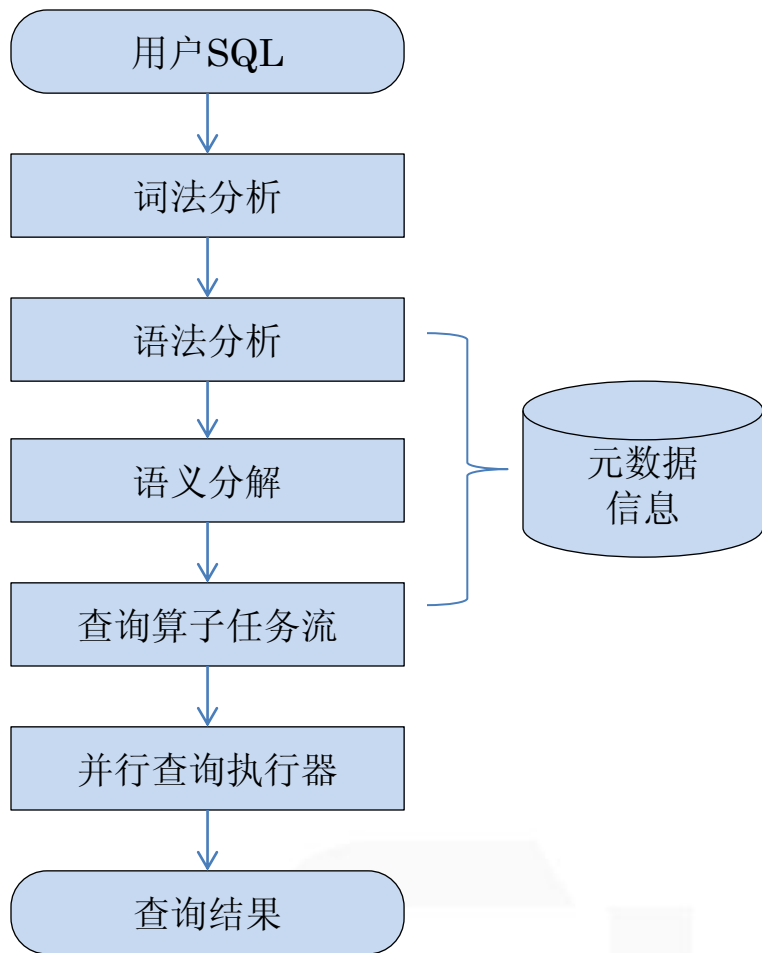 用户SQL
词法分析
语法分析
语义分解
元数据
信息
查询算子任务流
并行查询执行器
查询结果